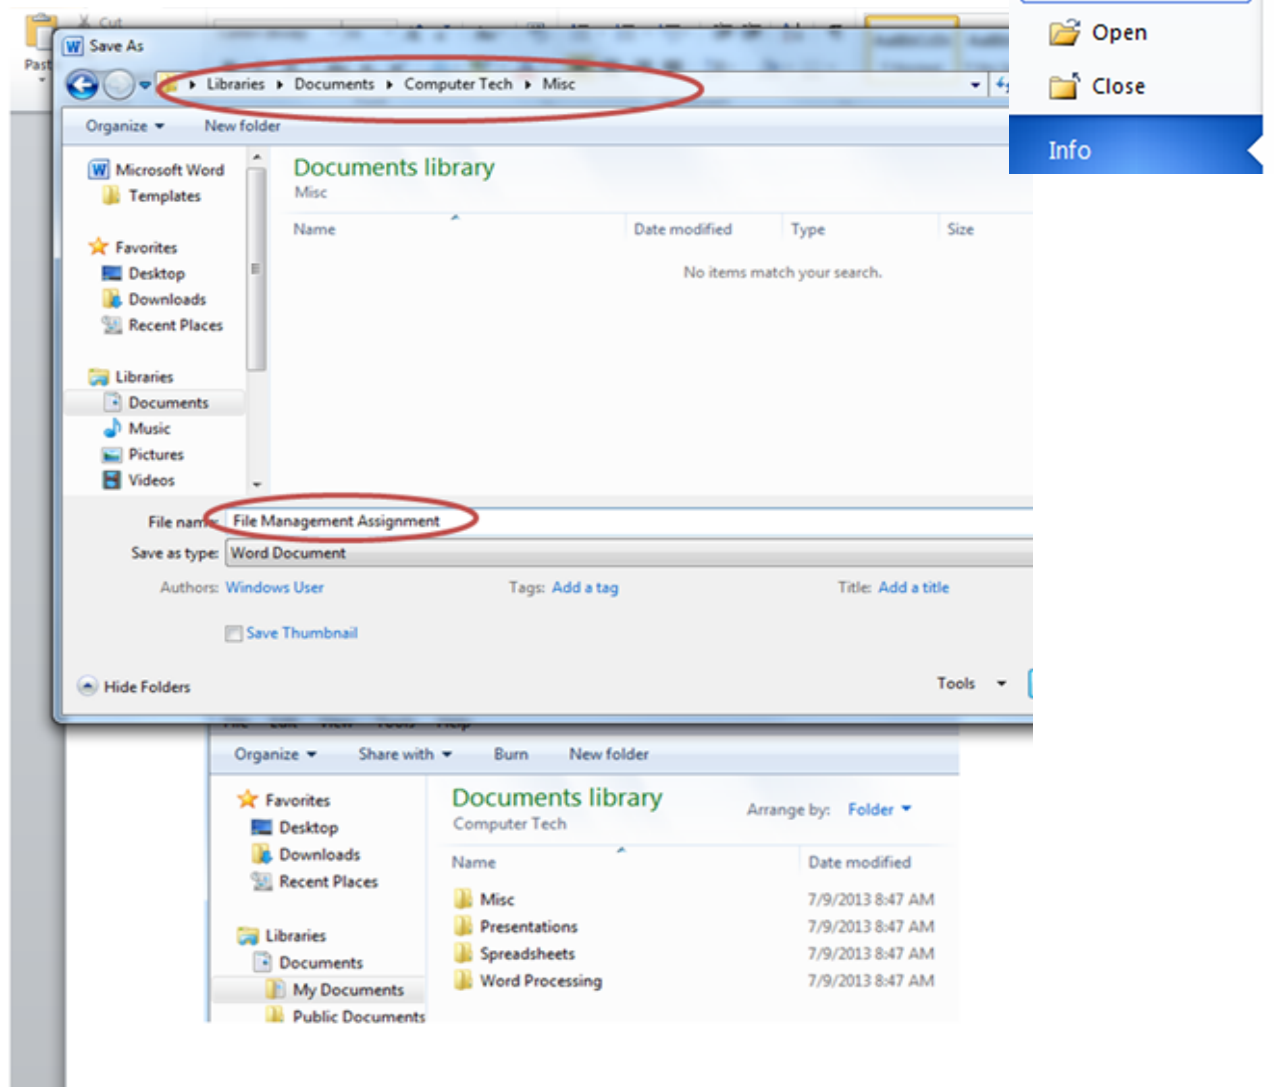 Cut
Past
Save As
Open
Close
Info
Libraries Documents Computer Tech Misc
Organize New folder
Microsoft Word
Templates
Favorites
Desktop
Downloads
Recent Places
Libraries
Documents
Music
Pictures
Videos
Documents library
Misc
Name Date modified Type Size
No items match your search.
File name: File Management Assignment
Save as type: Word Document
Authors: Windows User Tags: Add a tag Title: Add a title
Save Thumbnail
Hide Folders Tools
File Edit View Tools Help
Organize Share with Burn New folder
Favorites
Desktop
Downloads
Recent Places
Libraries
Documents
My Documents
Public Documents
Documents library
Computer Tech
Arrange by: Folder
Name Date modified
Misc 7/9/2013 8:47 AM
Presentations 7/9/2013 8:47 AM
Spreadsheets 7/9/2013 8:47 AM
Word Processing 7/9/2013 8:47 AM